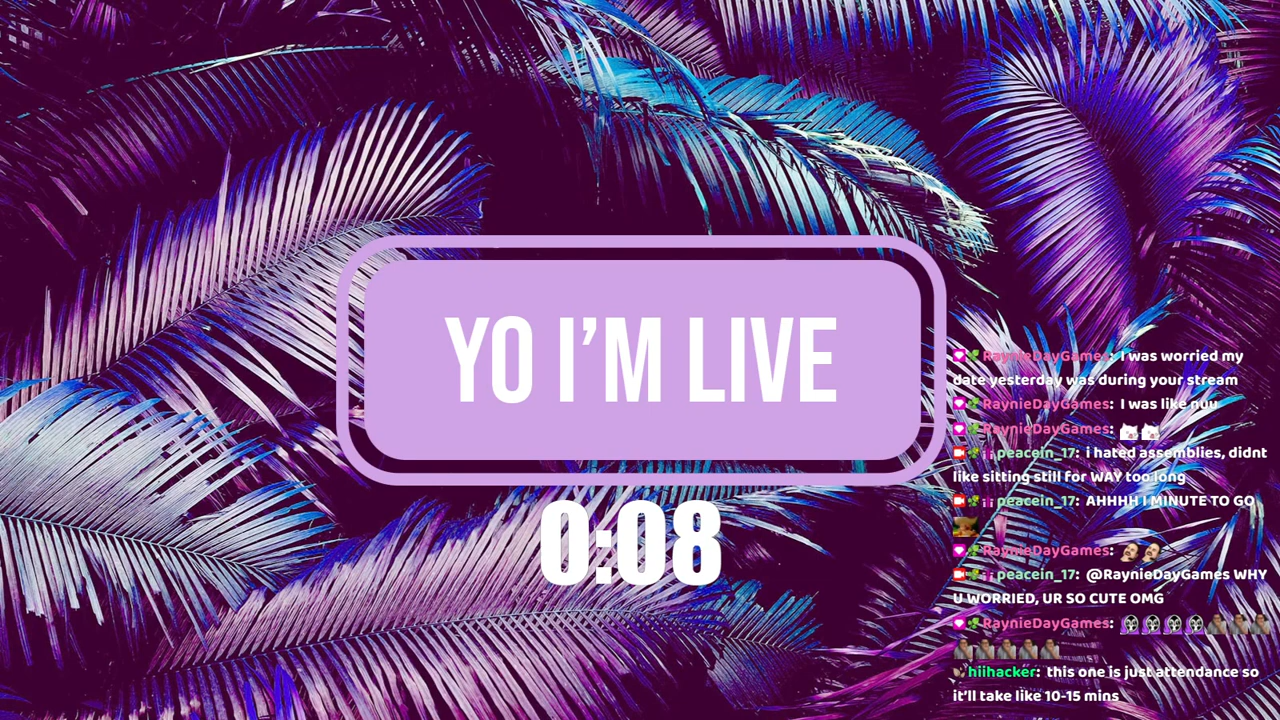 YO I'M LIVE
0:08
RaynieDayGames: I was worried my
date yesterday was during your stream
RaynieDayGames: I was like nuu
RaynieDayGames:
peacein_17: i hated assemblies, didnt
like sitting still for WAY too long
peacein_17: AHHHH 1 MINUTE TO GO
RaynieDayGames:
peacein_17: @RaynieDayGames WHY
U WORRIED, UR SO CUTE OMG
RaynieDayGames:
hiihacker: this one is just attendance so
it'll take like 10-15 mins